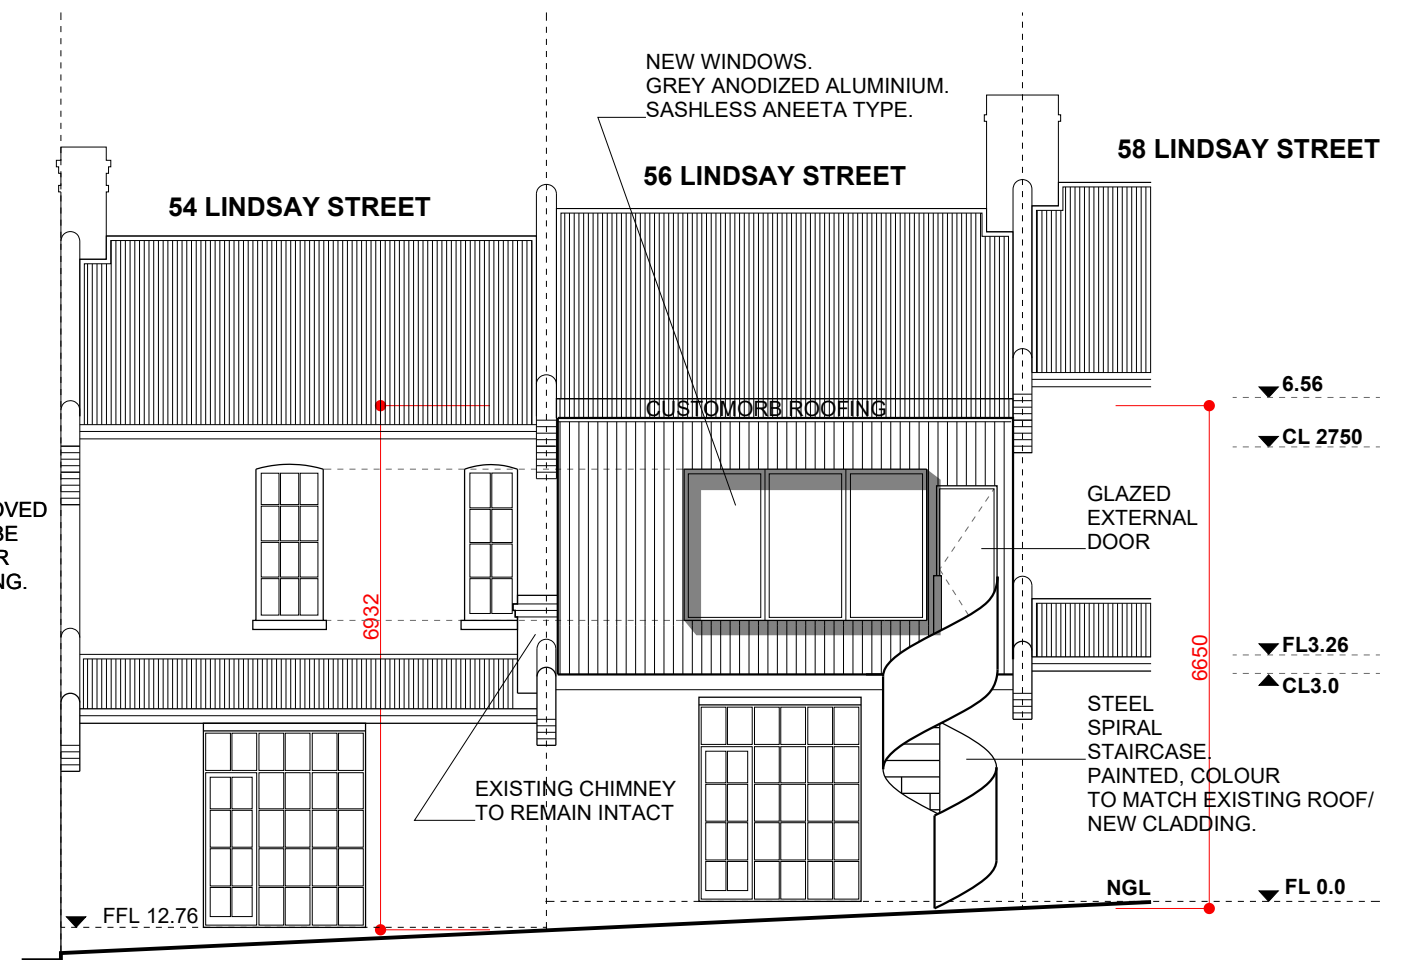 NEW WINDOWS.
GREY ANODIZED ALUMINIUM.
SASHLESS ANEETA TYPE.
58 LINDSAY STREET
56 LINDSAY STREET
54 LINDSAY STREET
6.56
CUSTOMORB ROOFING
CL 2750
OVED
BE
R
NG.
GLAZED
EXTERNAL
DOOR
6932
6650
FL3.26
CL3.0
STEEL
SPIRAL
STAIRCASE.
PAINTED, COLOUR
TO MATCH EXISTING ROOF/
NEW CLADDING.
EXISTING CHIMNEY
TO REMAIN INTACT
NGL
FL 0.0
FFL 12.76